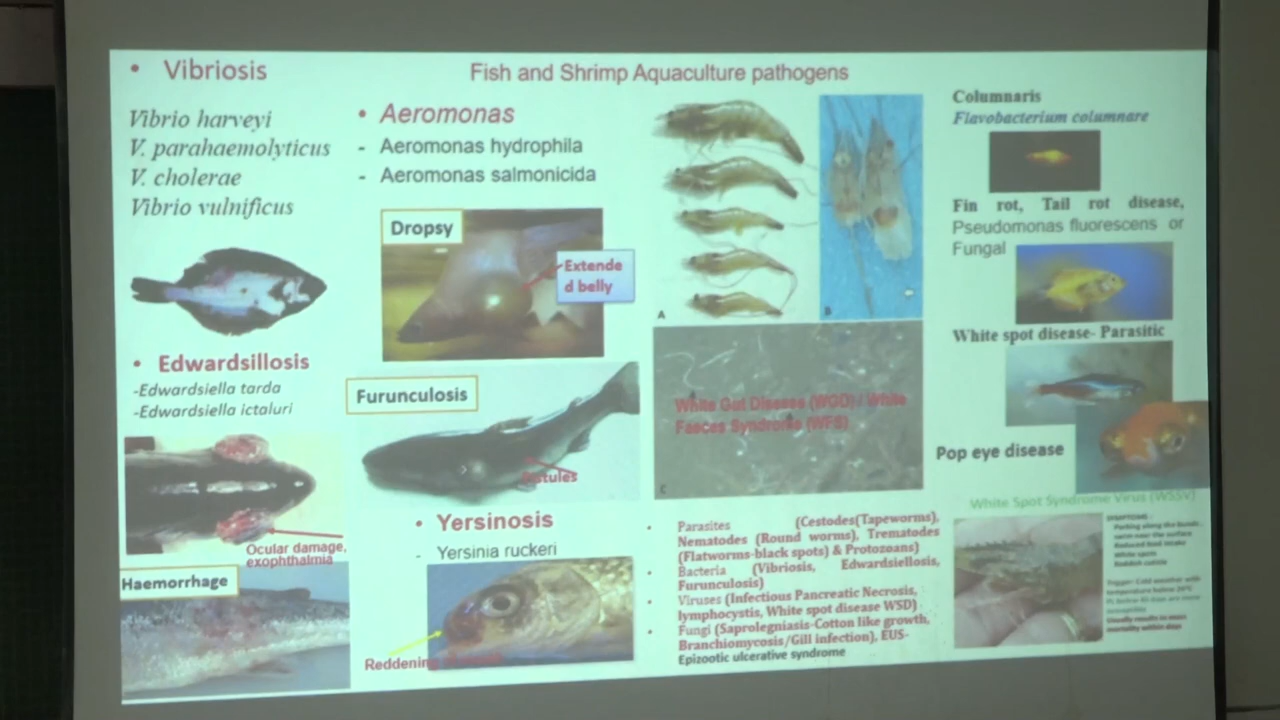 Fish and Shrimp Aquaculture pathogens
• Vibriosis
Vibrio harveyi
V. parahaemolyticus
V. cholerae
Vibrio vulnificus
• Edwardsillosis
-Edwardsiella tarda
-Edwardsiella ictaluri
Ocular damage,
exophthalmia
Haemorrhage
• Aeromonas
- Aeromonas hydrophila
- Aeromonas salmonicida
Dropsy
Extende
d belly
Furunculosis
• Yersinosis
- Yersinia ruckeri
Reddening
A
B
C
White Gut Disease (WGD) / White
Faeces Syndrome (WFS)
• Parasites (Cestodes(Tapeworms),
Nematodes (Round worms), Trematodes
(Flatworms-black spots) & Protozoans)
• Bacteria (Vibriosis, Edwardsiellosis,
Furunculosis)
• Viruses (Infectious Pancreatic Necrosis,
lymphocystis, White spot disease WSD)
• Fungi (Saprolegniasis-Cotton like growth,
Branchiomycosis/Gill infection), EUS-
Epizootic ulcerative syndrome
Columnaris
Flavobacterium columnare
Fin rot, Tail rot disease,
Pseudomonas fluorescens or
Fungal
White spot disease- Parasitic
Pop eye disease
White Spot Syndrome Virus (WSSV)
White spots